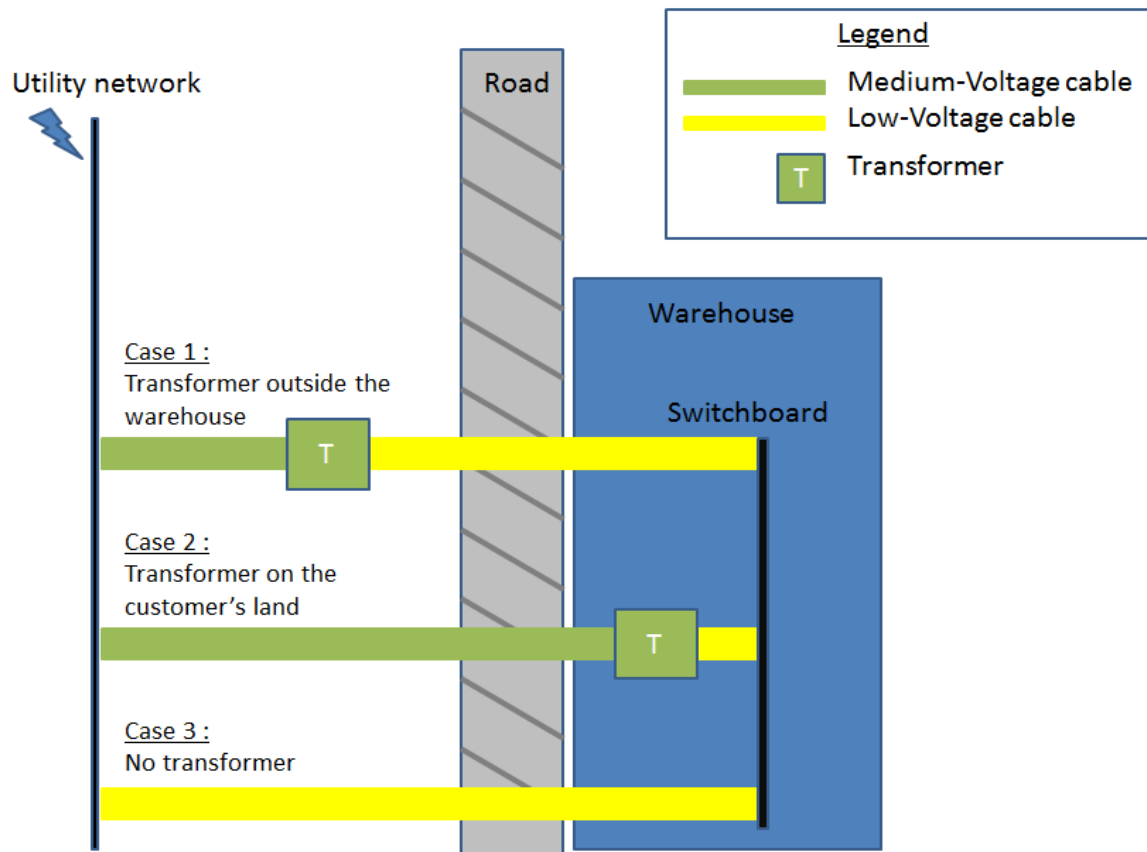 Legend
Utility network
Road
Medium-Voltage cable
Low-Voltage cable
T
Transformer
Warehouse
Case 1 :
Transformer outside the
warehouse
Switchboard
T
Case 2 :
Transformer on the
customer’s land
T
Case 3 :
No transformer